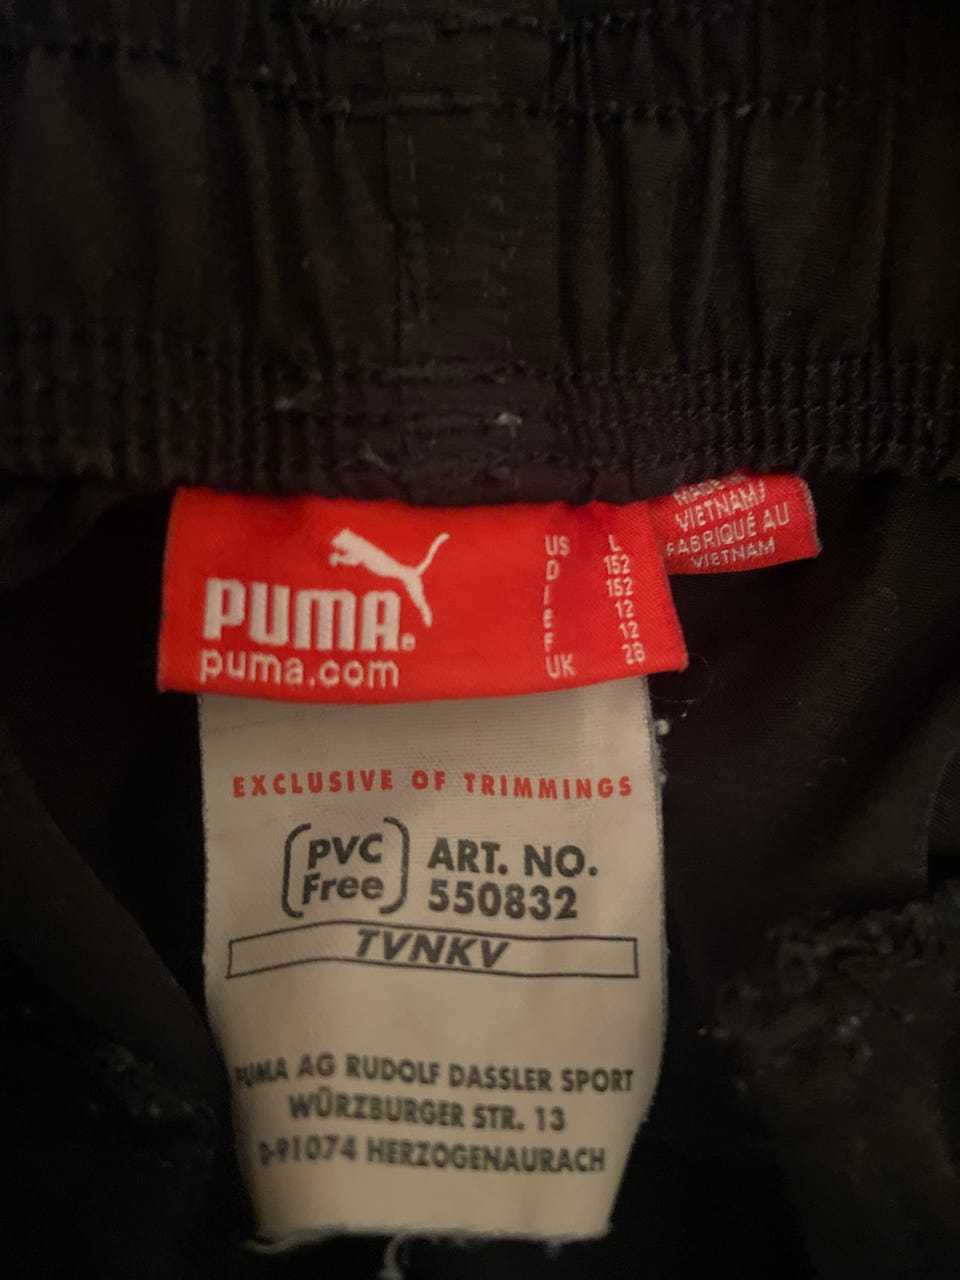 MADE IN
VIETNAM/
FABRIQUÉ AU
VIETNAM
PUMA®
puma.com
US L
D 152
I 152
E 12
F 12
UK 28
EXCLUSIVE OF TRIMMINGS
PVC
Free
ART. NO.
550832
TVNKV
PUMA AG RUDOLF DASSLER SPORT
WÜRZBURGER STR. 13
D-91074 HERZOGENAURACH